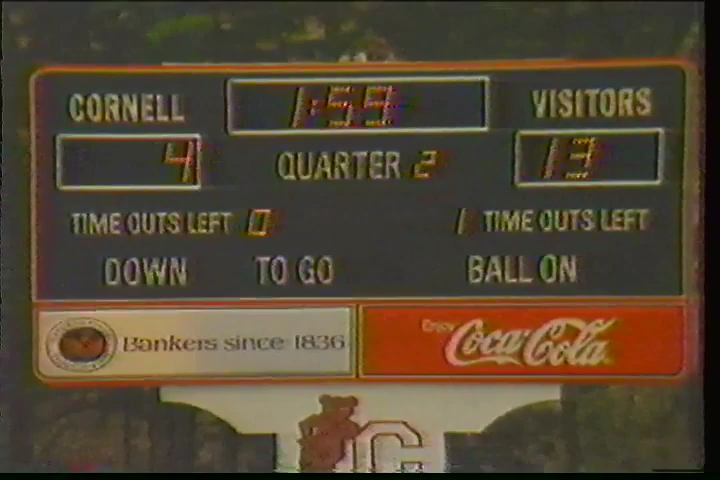 CORNELL 1:59 VISITORS
4 QUARTER 2 13
TIME OUTS LEFT 0 1 TIME OUTS LEFT
DOWN TO GO BALL ON
Bankers since 1836
Enjoy
Coca-Cola
C